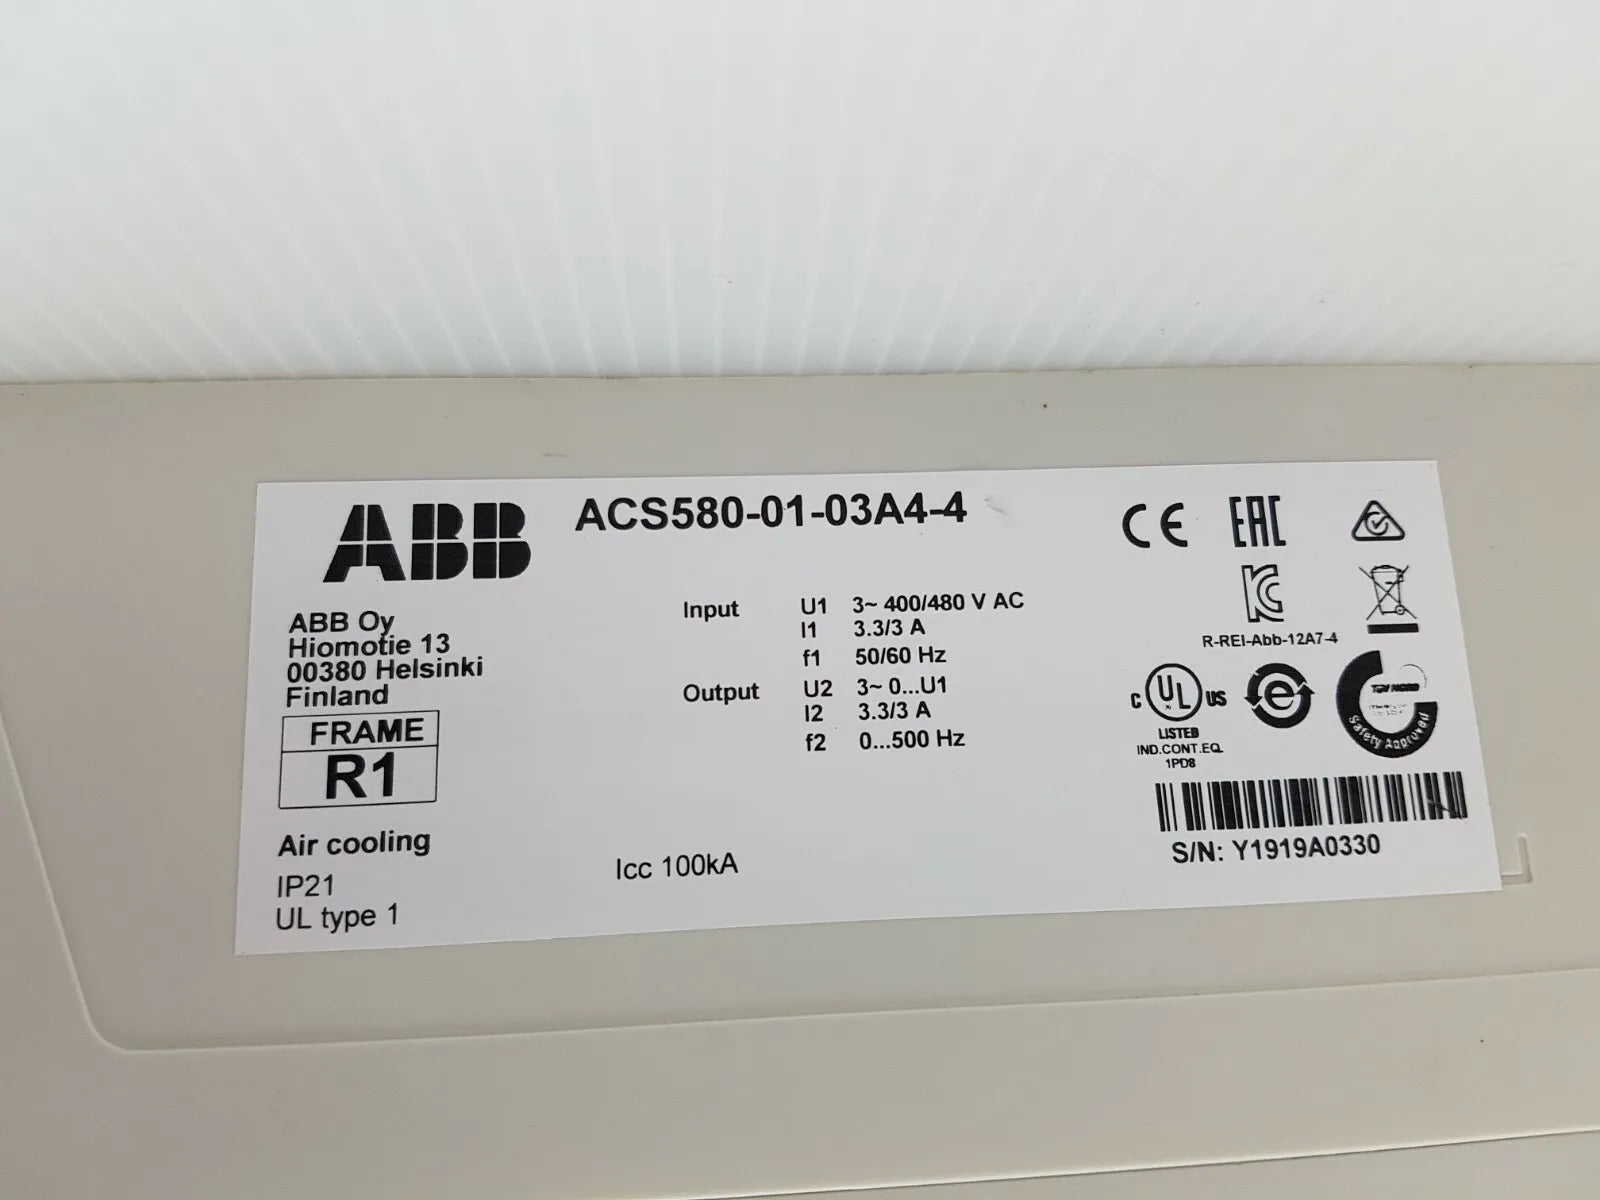 ABB
ACS580-01-03A4-4
ABB Oy
Hiomotie 13
00380 Helsinki
Finland
FRAME
R1
Air cooling
IP21
UL type 1
Input U1 3~ 400/480 V AC
I1 3.3/3 A
f1 50/60 Hz
Output U2 3~ 0...U1
I2 3.3/3 A
f2 0...500 Hz
Icc 100kA
CE EAC
R-REI-Abb-12A7-4
C UL US
LISTED
IND.CONT.EQ.
1PD8
TÜV NORD
Safety Approved
S/N: Y1919A0330